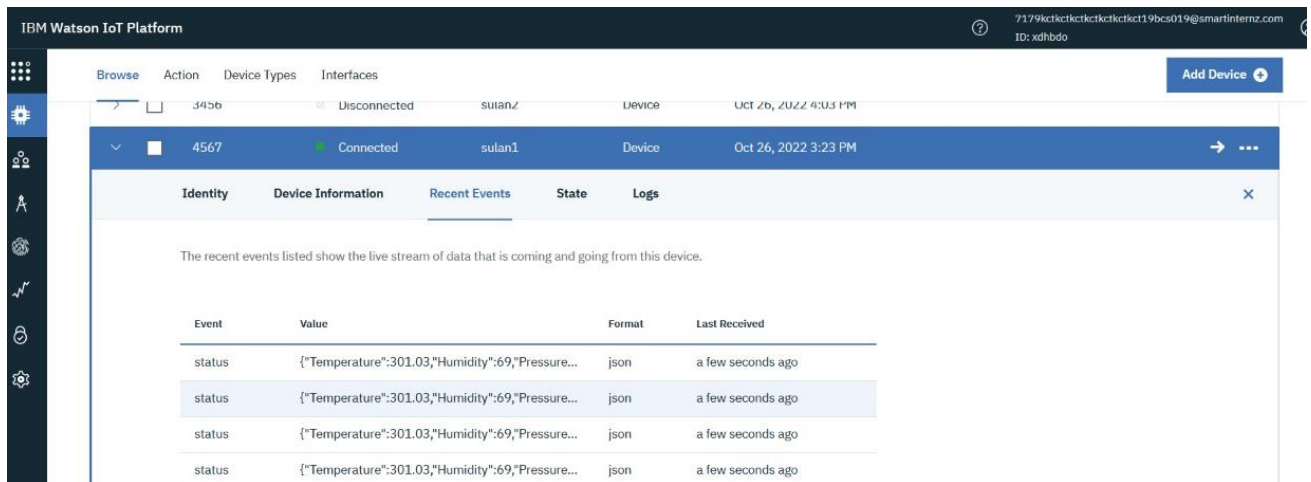 IBM Watson IoT Platform
7179kctkctkctkctkctkctkct19bcs019@smartinternz.com
ID: xdhbdo
Browse Action Device Types Interfaces
Add Device
3456 Disconnected sulan2 Device Oct 26, 2022 4:03 PM
4567 Connected sulan1 Device Oct 26, 2022 3:23 PM
Identity Device Information Recent Events State Logs
The recent events listed show the live stream of data that is coming and going from this device.
Event Value Format Last Received
status {"Temperature":301.03,"Humidity":69,"Pressure... json a few seconds ago
status {"Temperature":301.03,"Humidity":69,"Pressure... json a few seconds ago
status {"Temperature":301.03,"Humidity":69,"Pressure... json a few seconds ago
status {"Temperature":301.03,"Humidity":69,"Pressure... json a few seconds ago